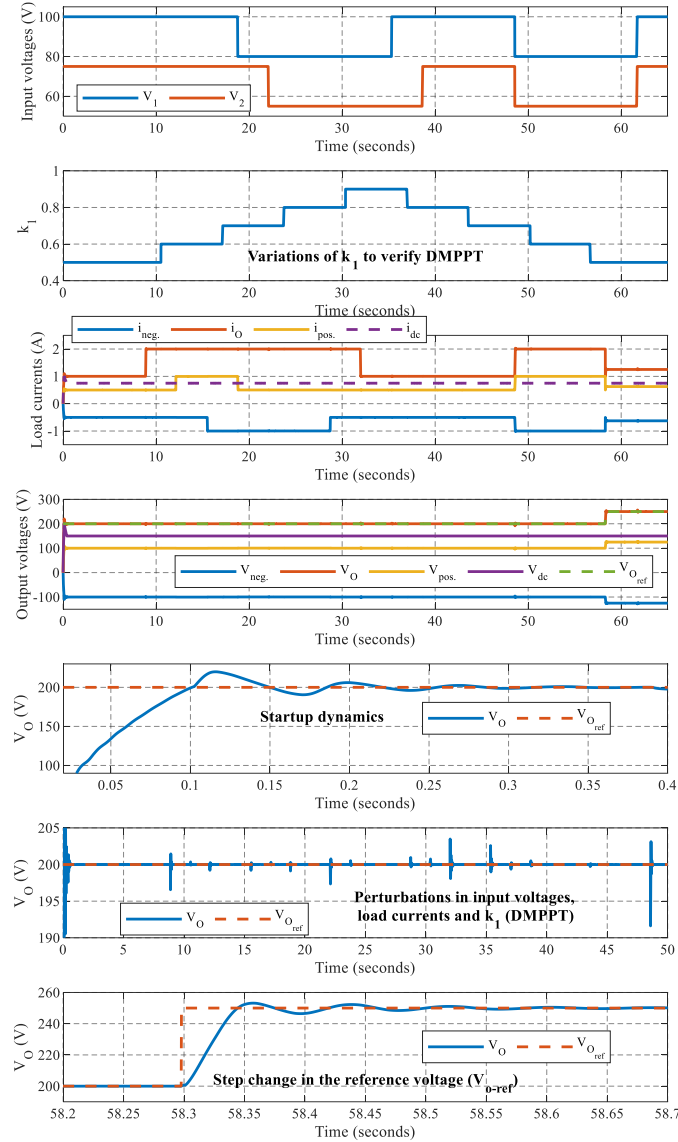 Input voltages (V)
100
80
60
V1 V2
0 10 20 30 40 50 60
Time (seconds)
k1
1
0.8
0.6
0.4
Variations of k1 to verify DMPPT
0 10 20 30 40 50 60
Time (seconds)
ineg. iO ipos. idc
Load currents (A)
2
1
0
-1
0 10 20 30 40 50 60
Time (seconds)
Output voltages (V)
300
200
100
0
-100
Vneg. VO Vpos. Vdc VOref
0 10 20 30 40 50 60
Time (seconds)
VO (V)
200
150
100
Startup dynamics
VO VOref
0.05 0.1 0.15 0.2 0.25 0.3 0.35 0.4
Time (seconds)
VO (V)
205
200
195
190
Perturbations in input voltages,
load currents and k1 (DMPPT)
VO VOref
0 5 10 15 20 25 30 35 40 45 50
Time (seconds)
VO (V)
260
240
220
200
VO VOref
Step change in the reference voltage (Vo-ref)
58.2 58.25 58.3 58.35 58.4 58.45 58.5 58.55 58.6 58.65 58.7
Time (seconds)